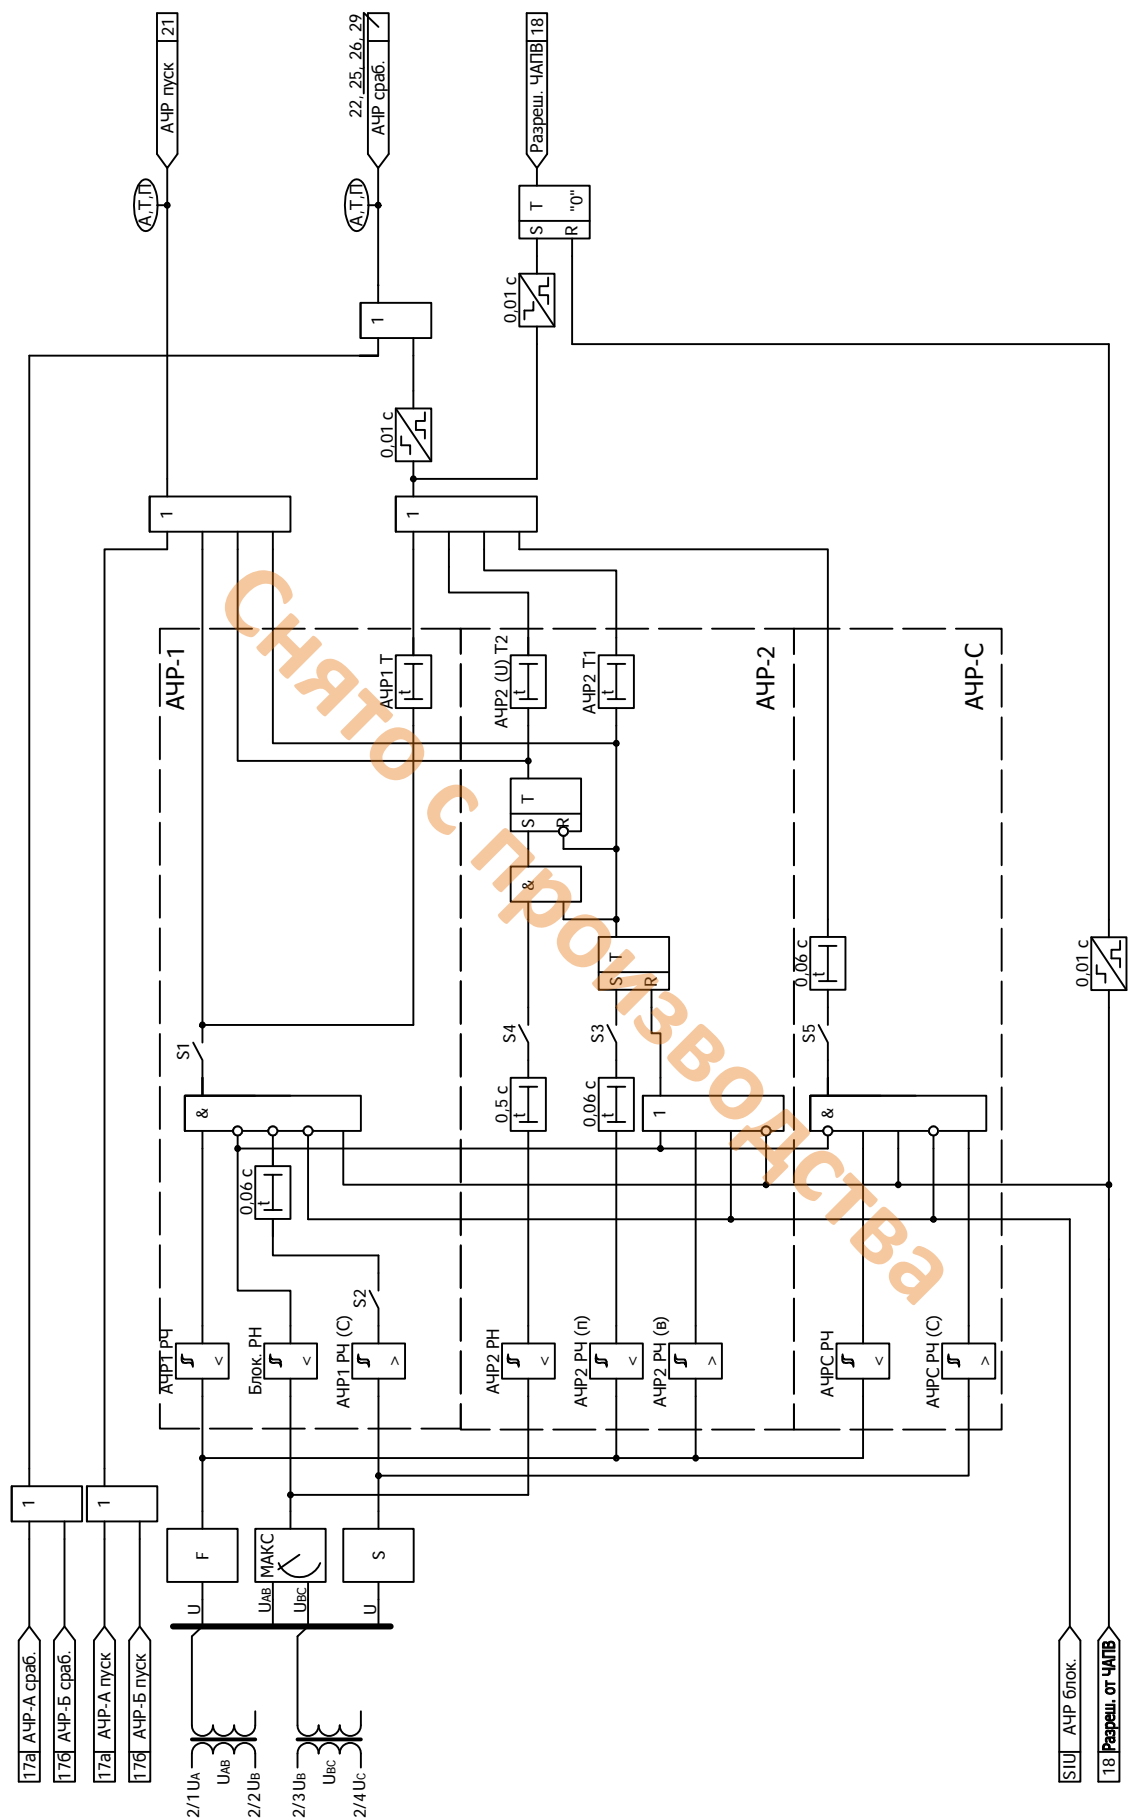 17а АЧР-А сраб.
17б АЧР-Б сраб.
17а АЧР-А пуск
17б АЧР-Б пуск
1
1
2/1 UA
UAB
2/2 UB
2/3 UB
UBC
2/4 UC
U
UAB
UBC
U
F
МАКС
S
АЧР-1
АЧР1 РЧ
<
Блок. РН
<
АЧР1 РЧ (С)
>
S2
0,06 с
t
&
S1
АЧР1 Т
t
АЧР-2
АЧР2 РН
<
АЧР2 РЧ (п)
<
АЧР2 РЧ (в)
>
0,5 с
t
0,06 с
t
1
S4
S3
S T
R
&
S T
R
АЧР2 (U) Т2
t
АЧР2 Т1
t
АЧР-С
АЧРС РЧ
<
АЧРС РЧ (С)
>
&
S5
0,06 с
t
1
1
0,01 с
1
0,01 с
S T
R "0"
0,01 с
А,Т,П
А,Т,П
АЧР пуск 21
22, 25, 26, 29
АЧР сраб.
Разреш. ЧАПВ 18
SIU АЧР блок.
18 Разреш. от ЧАПВ
Снято с производства